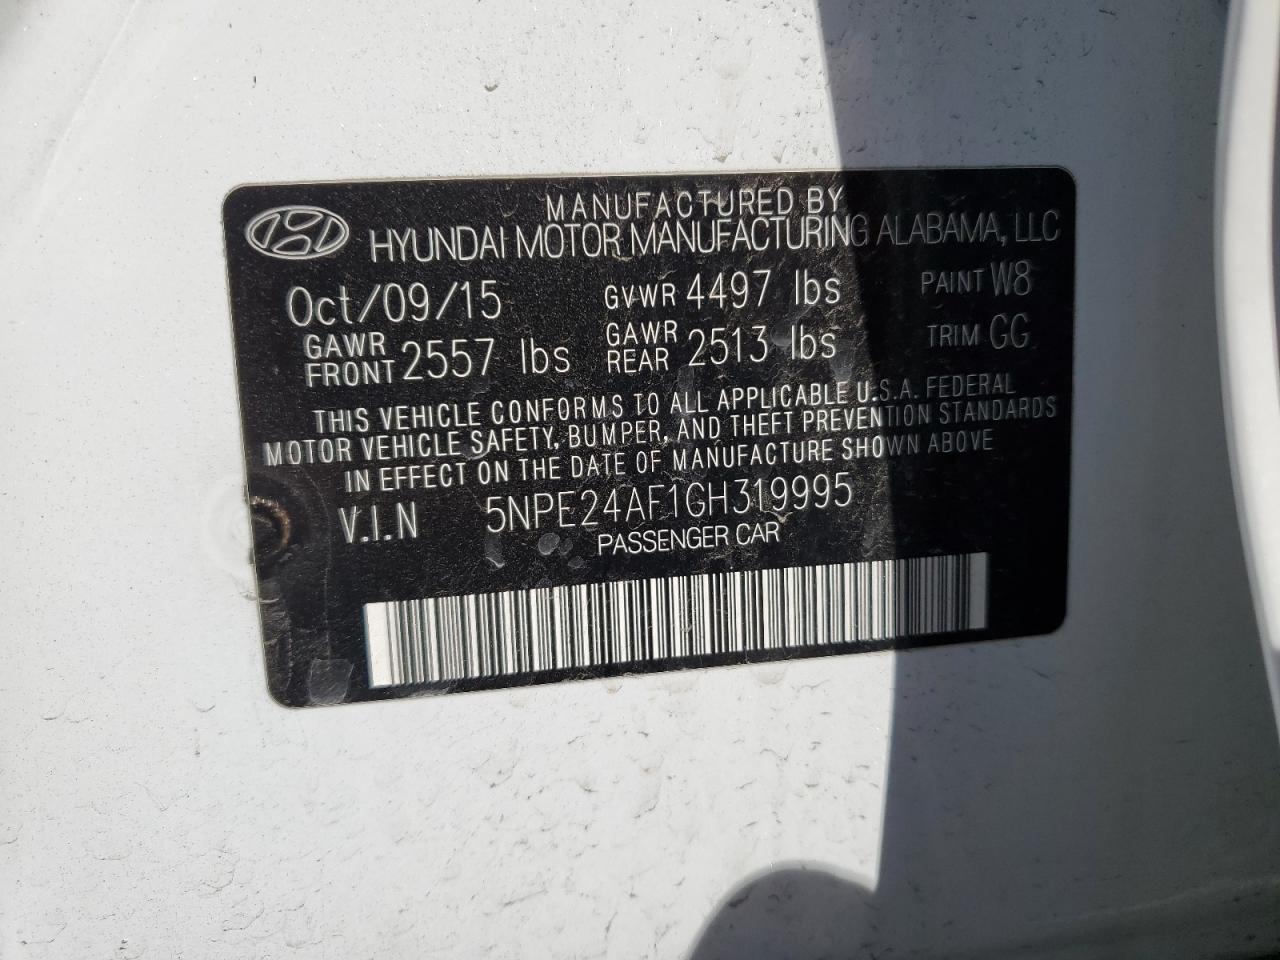 MANUFACTURED BY
HYUNDAI MOTOR MANUFACTURING ALABAMA, LLC
Oct/09/15 GVWR 4497 lbs PAINT W8
GAWR FRONT 2557 lbs GAWR REAR 2513 lbs TRIM GG
THIS VEHICLE CONFORMS TO ALL APPLICABLE U.S.A. FEDERAL
MOTOR VEHICLE SAFETY, BUMPER, AND THEFT PREVENTION STANDARDS
IN EFFECT ON THE DATE OF MANUFACTURE SHOWN ABOVE
V.I.N 5NPE24AF1GH319995
PASSENGER CAR